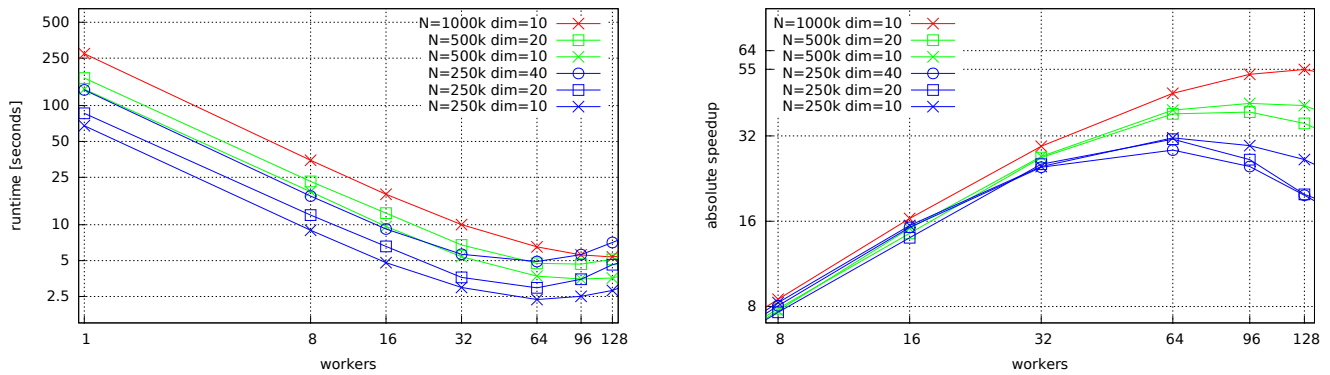 runtime [seconds]
500
250
100
50
25
10
5
2.5
1
8
16
32
64
96
128
workers
N=1000k dim=10
N=500k dim=20
N=500k dim=10
N=250k dim=40
N=250k dim=20
N=250k dim=10
absolute speedup
64
55
32
16
8
8
16
32
64
96
128
workers
N=1000k dim=10
N=500k dim=20
N=500k dim=10
N=250k dim=40
N=250k dim=20
N=250k dim=10